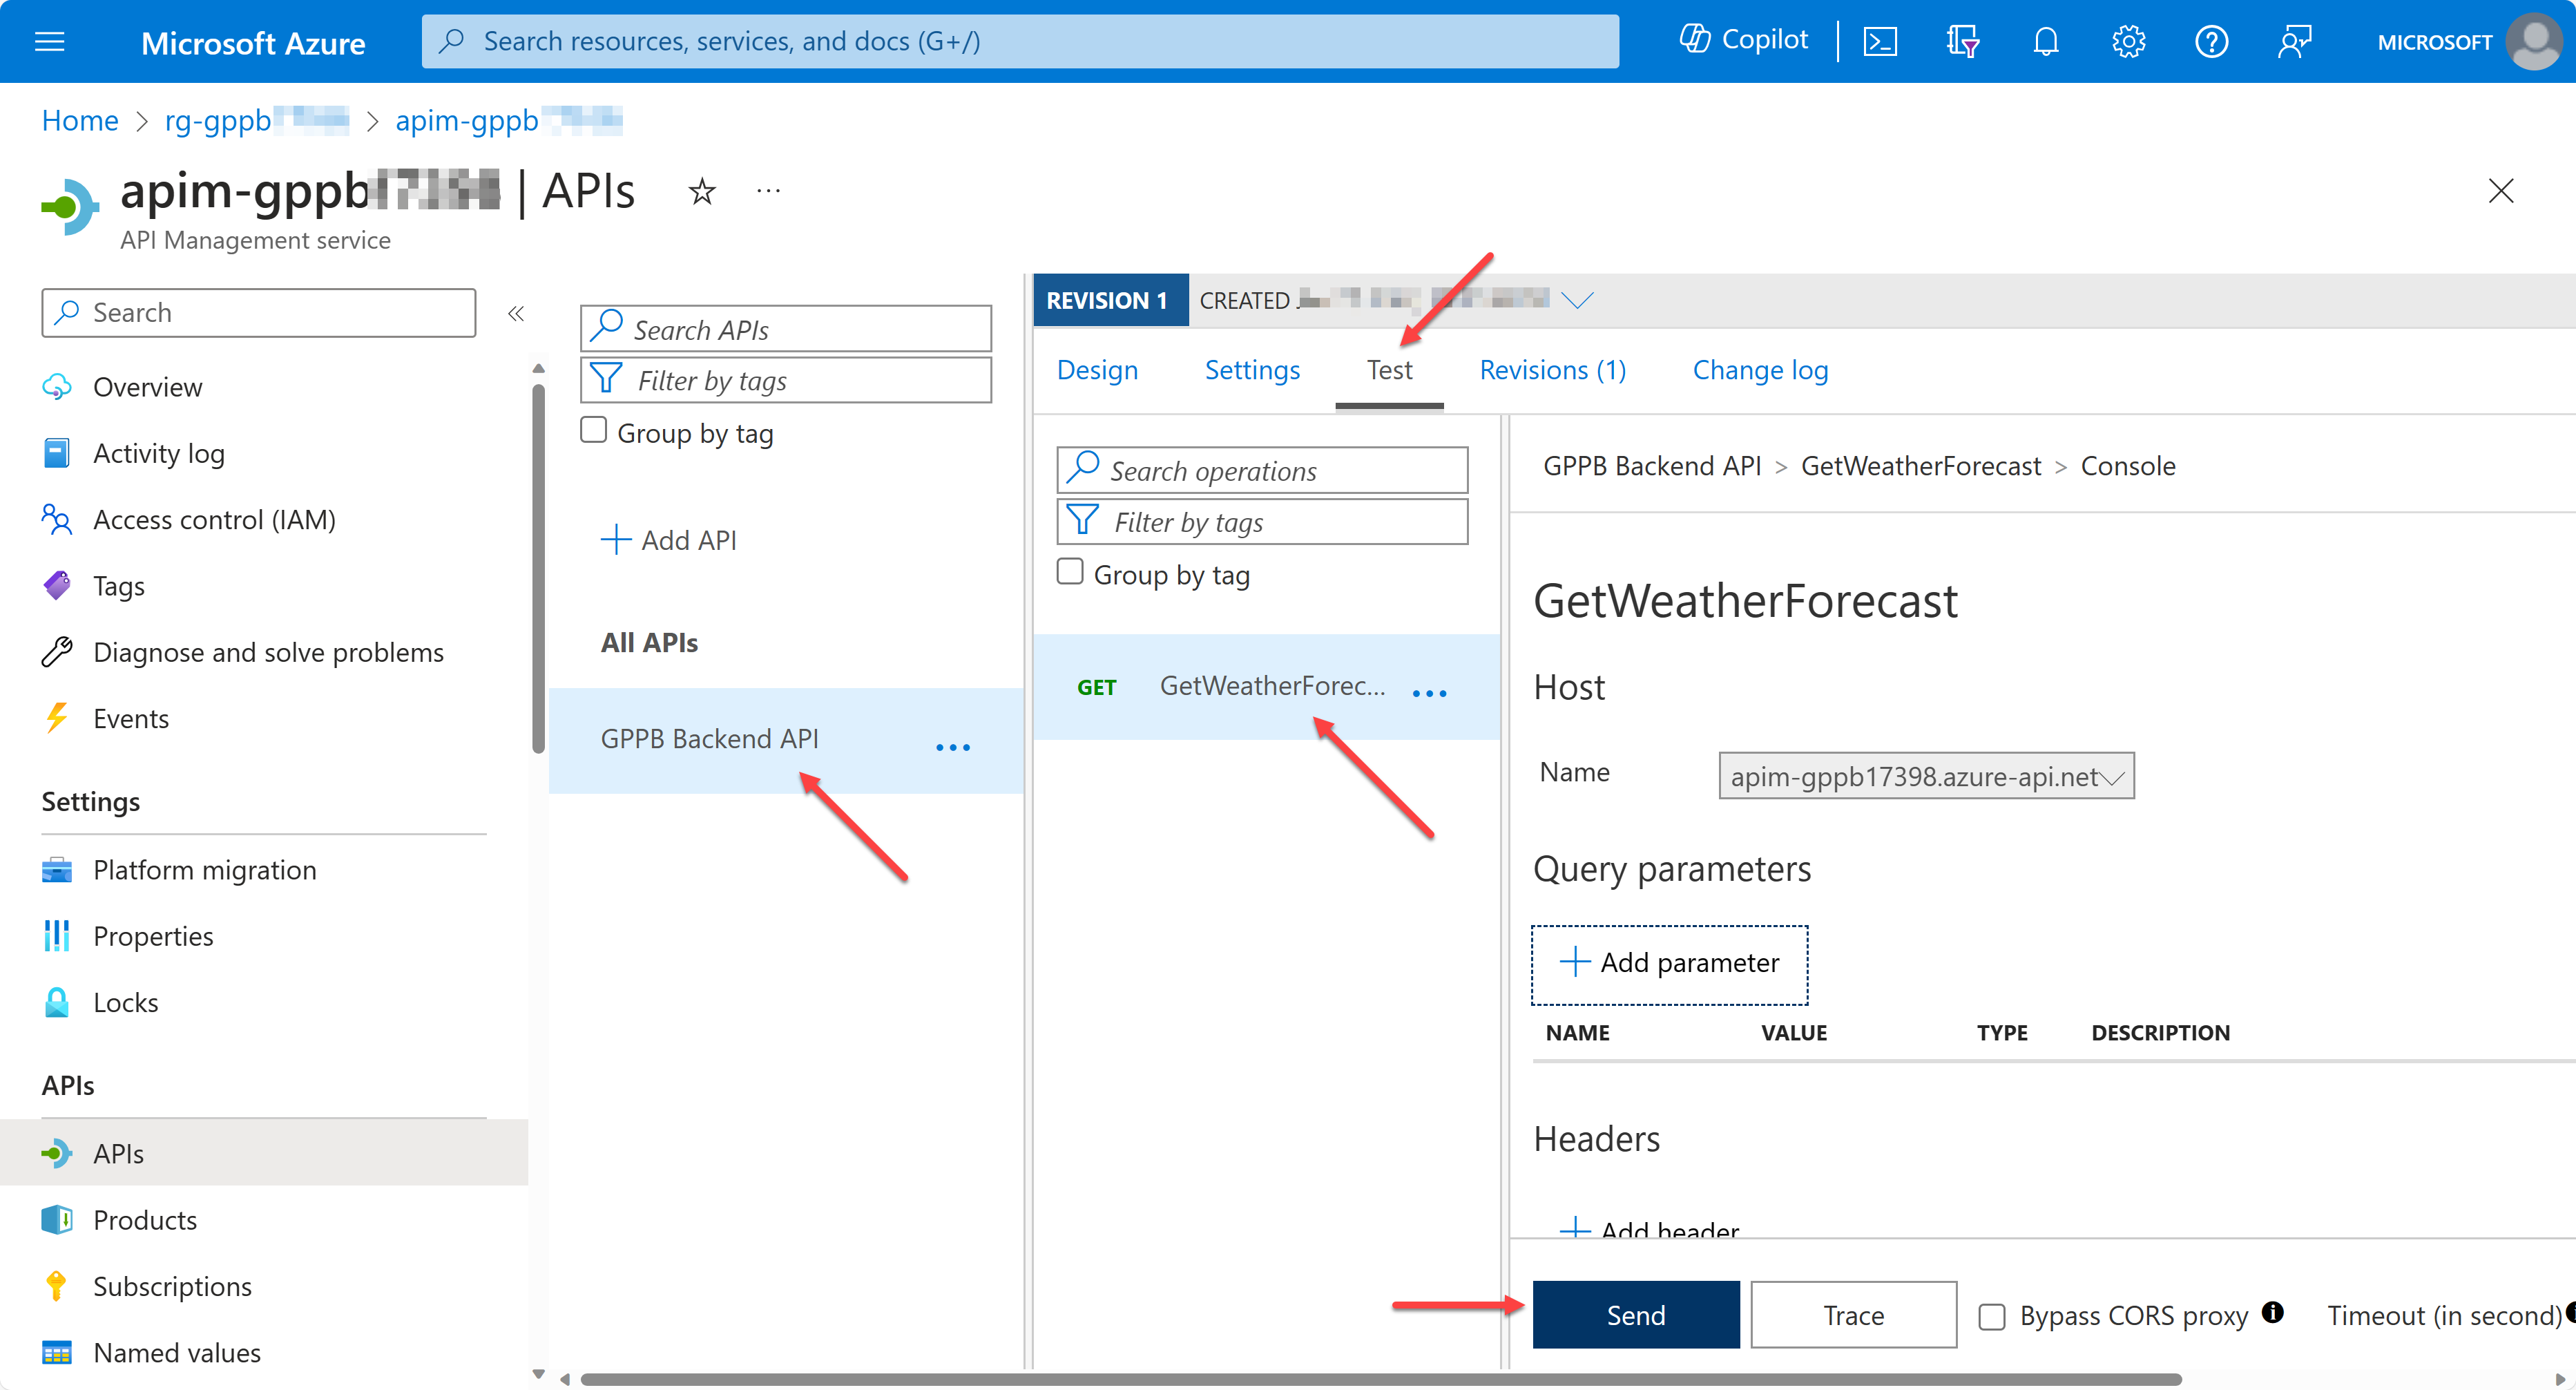 Microsoft Azure
Search resources, services, and docs (G+/)
Copilot
MICROSOFT
Home > rg-gppb > apim-gppb
apim-gppb | APIs
API Management service
Search
Overview
Activity log
Access control (IAM)
Tags
Diagnose and solve problems
Events
Settings
Platform migration
Properties
Locks
APIs
APIs
Products
Subscriptions
Named values
Search APIs
Filter by tags
Group by tag
Add API
All APIs
GPPB Backend API
REVISION 1
CREATED
Design
Settings
Test
Revisions (1)
Change log
Search operations
Filter by tags
Group by tag
GET
GetWeatherForec...
GPPB Backend API > GetWeatherForecast > Console
GetWeatherForecast
Host
Name
apim-gppb17398.azure-api.net
Query parameters
Add parameter
NAME VALUE TYPE DESCRIPTION
Headers
Add header
Send
Trace
Bypass CORS proxy
Timeout (in second)